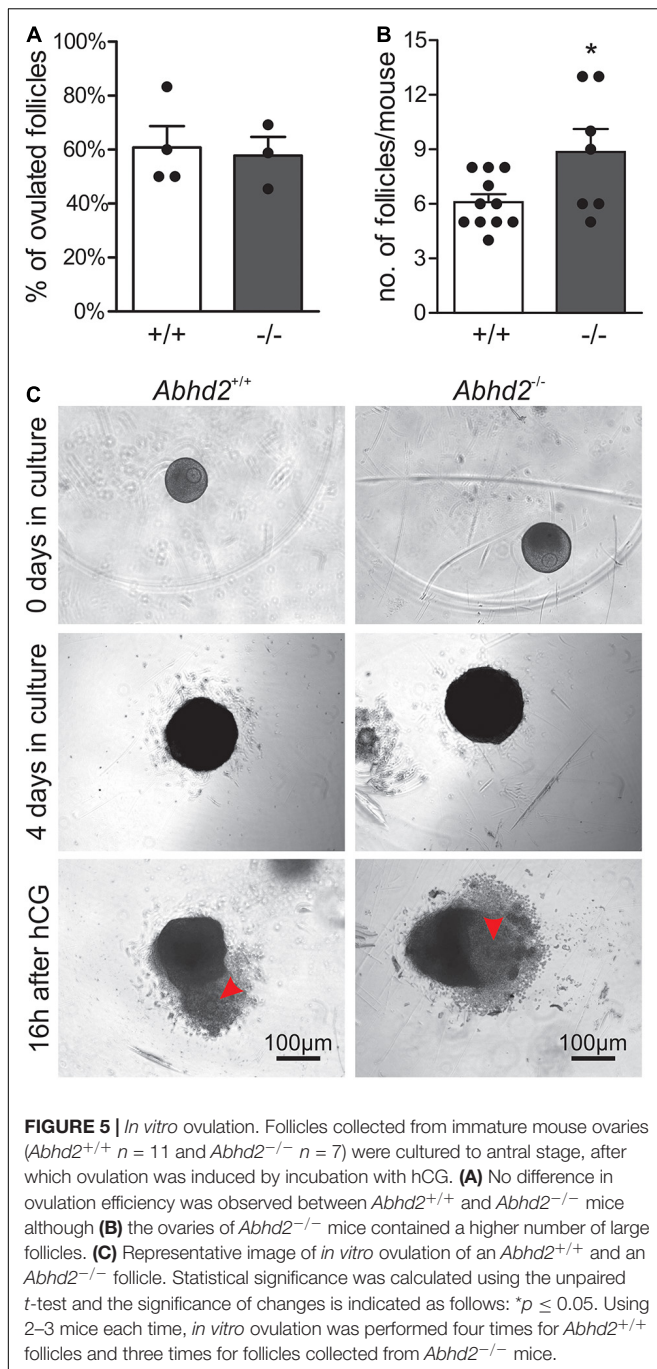 A
% of ovulated follicles
100%
80%
60%
40%
20%
0%
+/+
-/-
B
no. of follicles/mouse
15
12
9
6
3
0
*
+/+
-/-
C
Abhd2+/+
Abhd2-/-
0 days in culture
4 days in culture
16h after hCG
100μm
100μm
FIGURE 5 | In vitro ovulation. Follicles collected from immature mouse ovaries
(Abhd2+/+ n = 11 and Abhd2−/− n = 7) were cultured to antral stage, after
which ovulation was induced by incubation with hCG. (A) No difference in
ovulation efficiency was observed between Abhd2+/+ and Abhd2−/− mice
although (B) the ovaries of Abhd2−/− mice contained a higher number of large
follicles. (C) Representative image of in vitro ovulation of an Abhd2+/+ and an
Abhd2−/− follicle. Statistical significance was calculated using the unpaired
t-test and the significance of changes is indicated as follows: *p ≤ 0.05. Using
2–3 mice each time, in vitro ovulation was performed four times for Abhd2+/+
follicles and three times for follicles collected from Abhd2−/− mice.